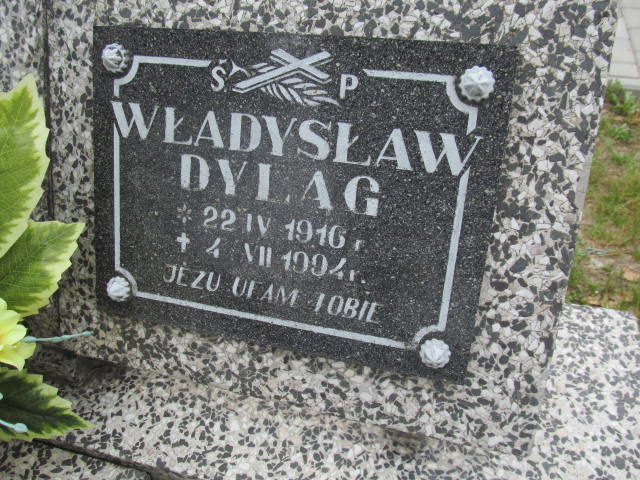 Ś P
WŁADYSŁAW
DYLĄG
* 22 IV 1916 r.
+ 4 VII 1994 r.
JEZU UFAM TOBIE